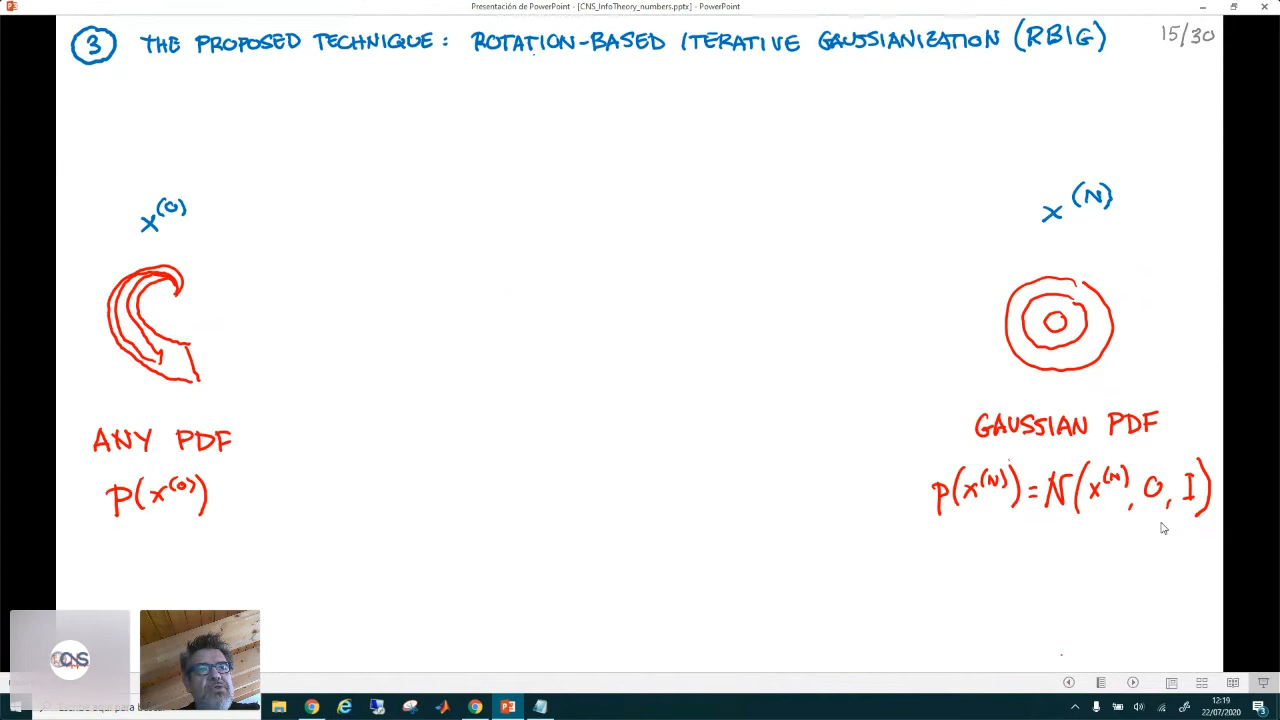 Presentación de PowerPoint - [CNS_InfoTheory_numbers.pptx] - PowerPoint
3 THE PROPOSED TECHNIQUE: ROTATION-BASED ITERATIVE GAUSSIANIZATION (RBIG)
15/30
x^(0)
x^(N)
ANY PDF
p(x^(0))
GAUSSIAN PDF
p(x^(N)) = N(x^(N), 0, I)
CNS
12:19
22/07/2020
3